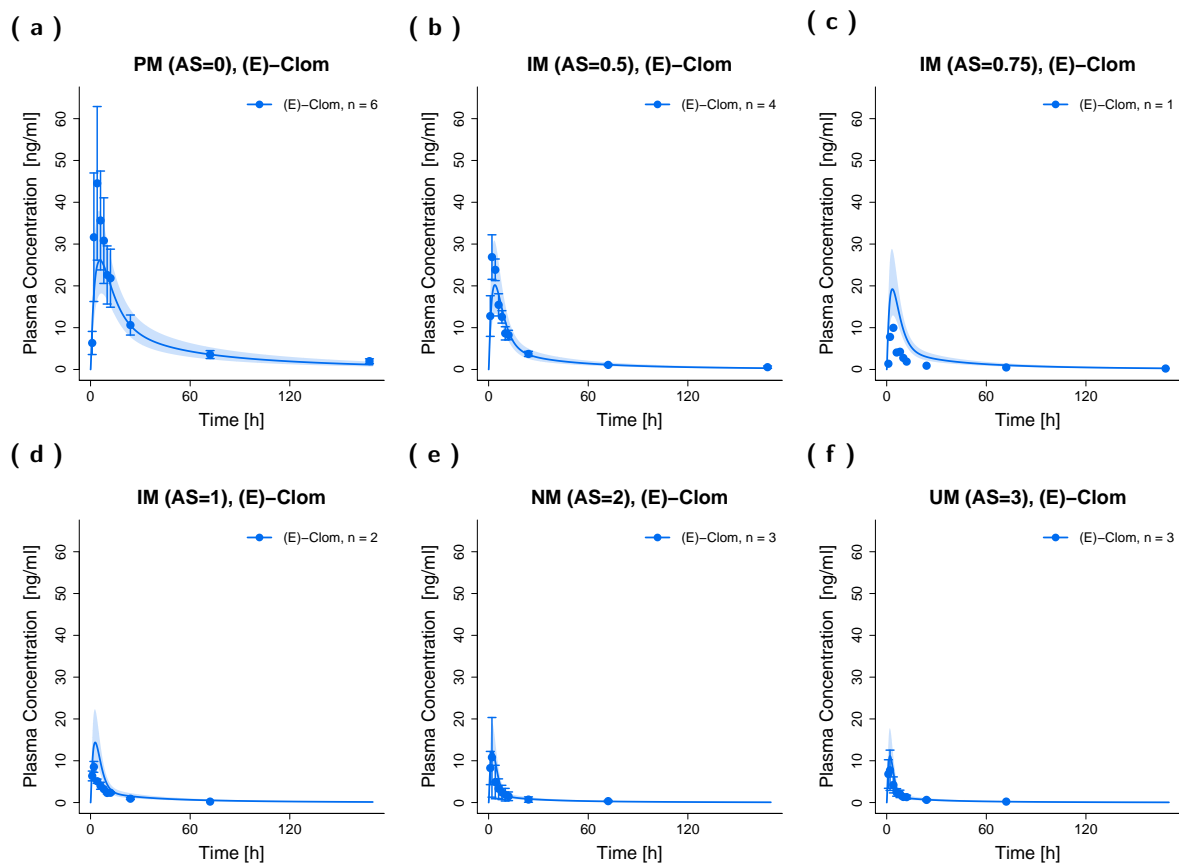 ( a )
PM (AS=0), (E)−Clom
(E)−Clom, n = 6
Plasma Concentration [ng/ml]
60
50
40
30
20
10
0
0 60 120
Time [h]
( b )
IM (AS=0.5), (E)−Clom
(E)−Clom, n = 4
Plasma Concentration [ng/ml]
60
50
40
30
20
10
0
0 60 120
Time [h]
( c )
IM (AS=0.75), (E)−Clom
(E)−Clom, n = 1
Plasma Concentration [ng/ml]
60
50
40
30
20
10
0
0 60 120
Time [h]
( d )
IM (AS=1), (E)−Clom
(E)−Clom, n = 2
Plasma Concentration [ng/ml]
60
50
40
30
20
10
0
0 60 120
Time [h]
( e )
NM (AS=2), (E)−Clom
(E)−Clom, n = 3
Plasma Concentration [ng/ml]
60
50
40
30
20
10
0
0 60 120
Time [h]
( f )
UM (AS=3), (E)−Clom
(E)−Clom, n = 3
Plasma Concentration [ng/ml]
60
50
40
30
20
10
0
0 60 120
Time [h]